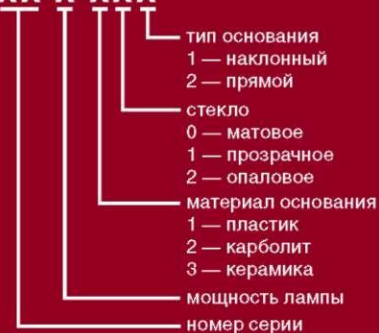 тип основания
1 — наклонный
2 — прямой
стекло
0 — матовое
1 — прозрачное
2 — опаловое
материал основания
1 — пластик
2 — карболит
3 — керамика
мощность лампы
номер серии